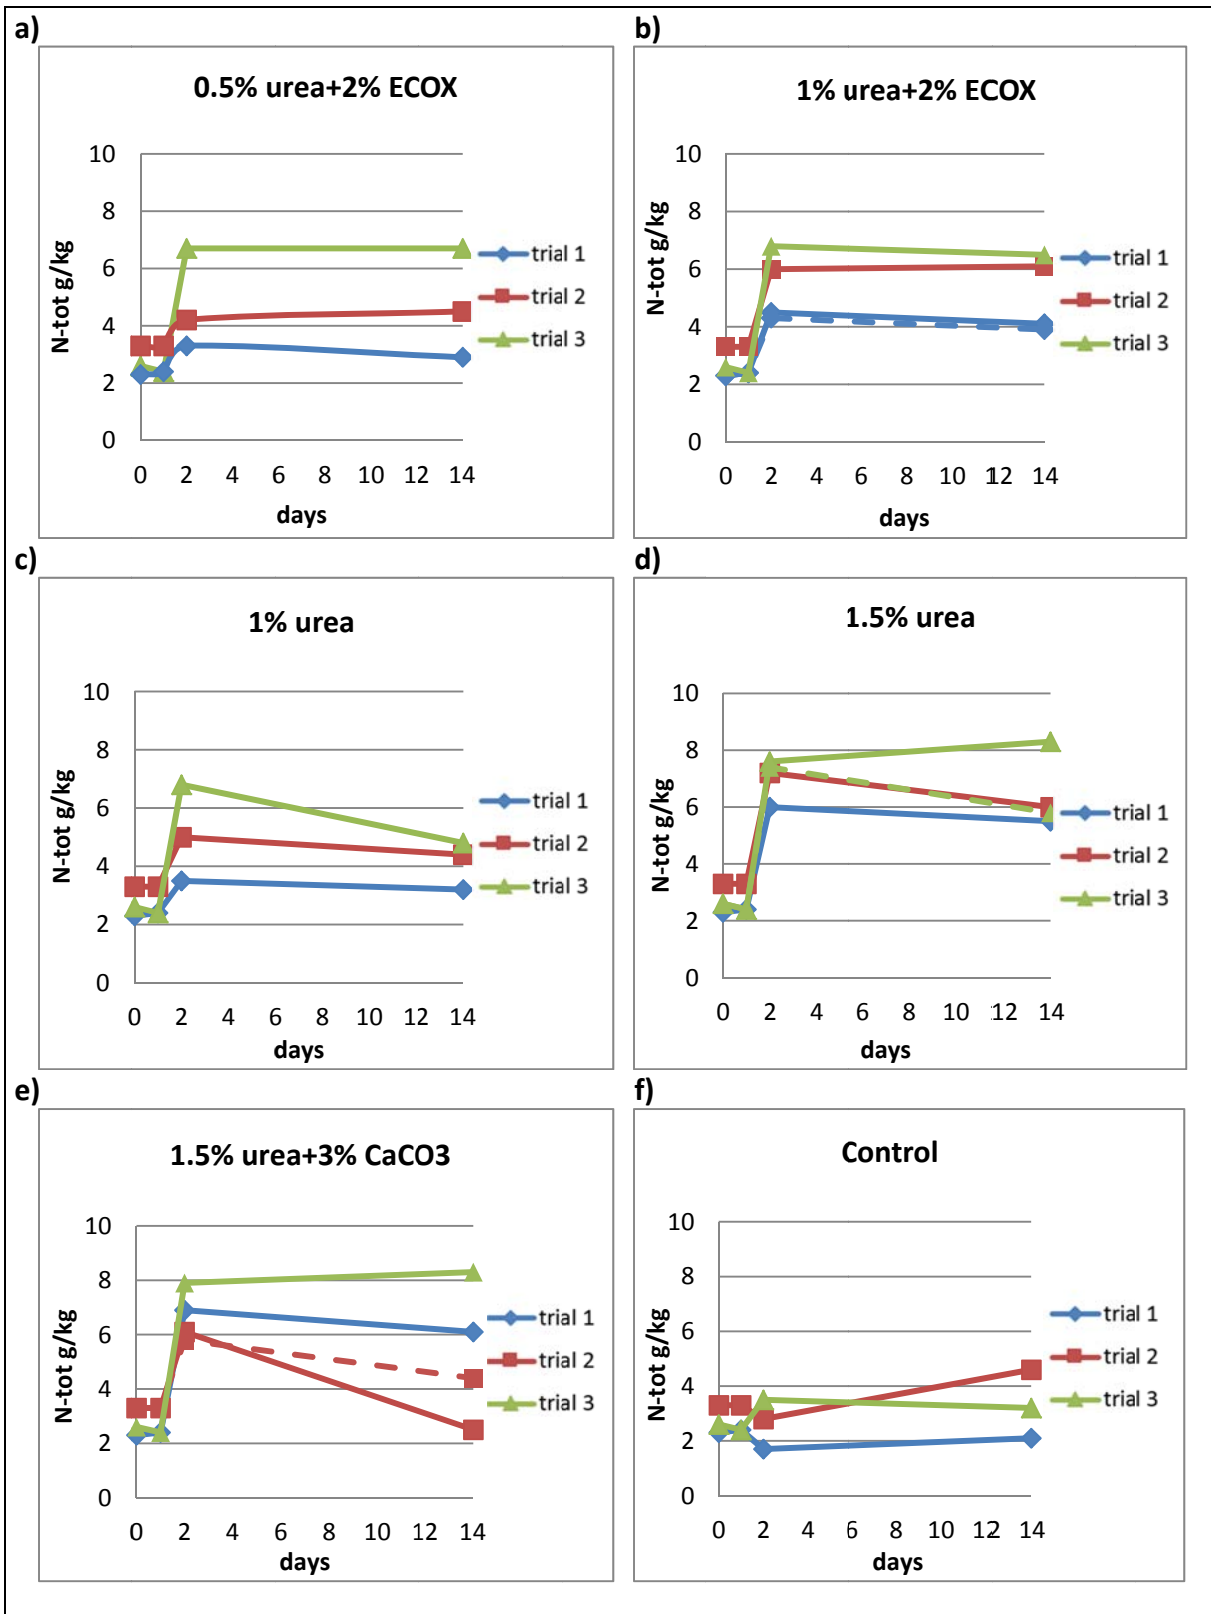 a)
0.5% urea+2% ECOX
N-tot g/kg
10
8
6
4
2
0
0 2 4 6 8 10 12 14
days
trial 1
trial 2
trial 3
b)
1% urea+2% ECOX
N-tot g/kg
10
8
6
4
2
0
0 2 4 6 8 10 12 14
days
trial 1
trial 2
trial 3
c)
1% urea
N-tot g/kg
10
8
6
4
2
0
0 2 4 6 8 10 12 14
days
trial 1
trial 2
trial 3
d)
1.5% urea
N-tot g/kg
10
8
6
4
2
0
0 2 4 6 8 10 12 14
days
trial 1
trial 2
trial 3
e)
1.5% urea+3% CaCO3
N-tot g/kg
10
8
6
4
2
0
0 2 4 6 8 10 12 14
days
trial 1
trial 2
trial 3
f)
Control
N-tot g/kg
10
8
6
4
2
0
0 2 4 6 8 10 12 14
days
trial 1
trial 2
trial 3